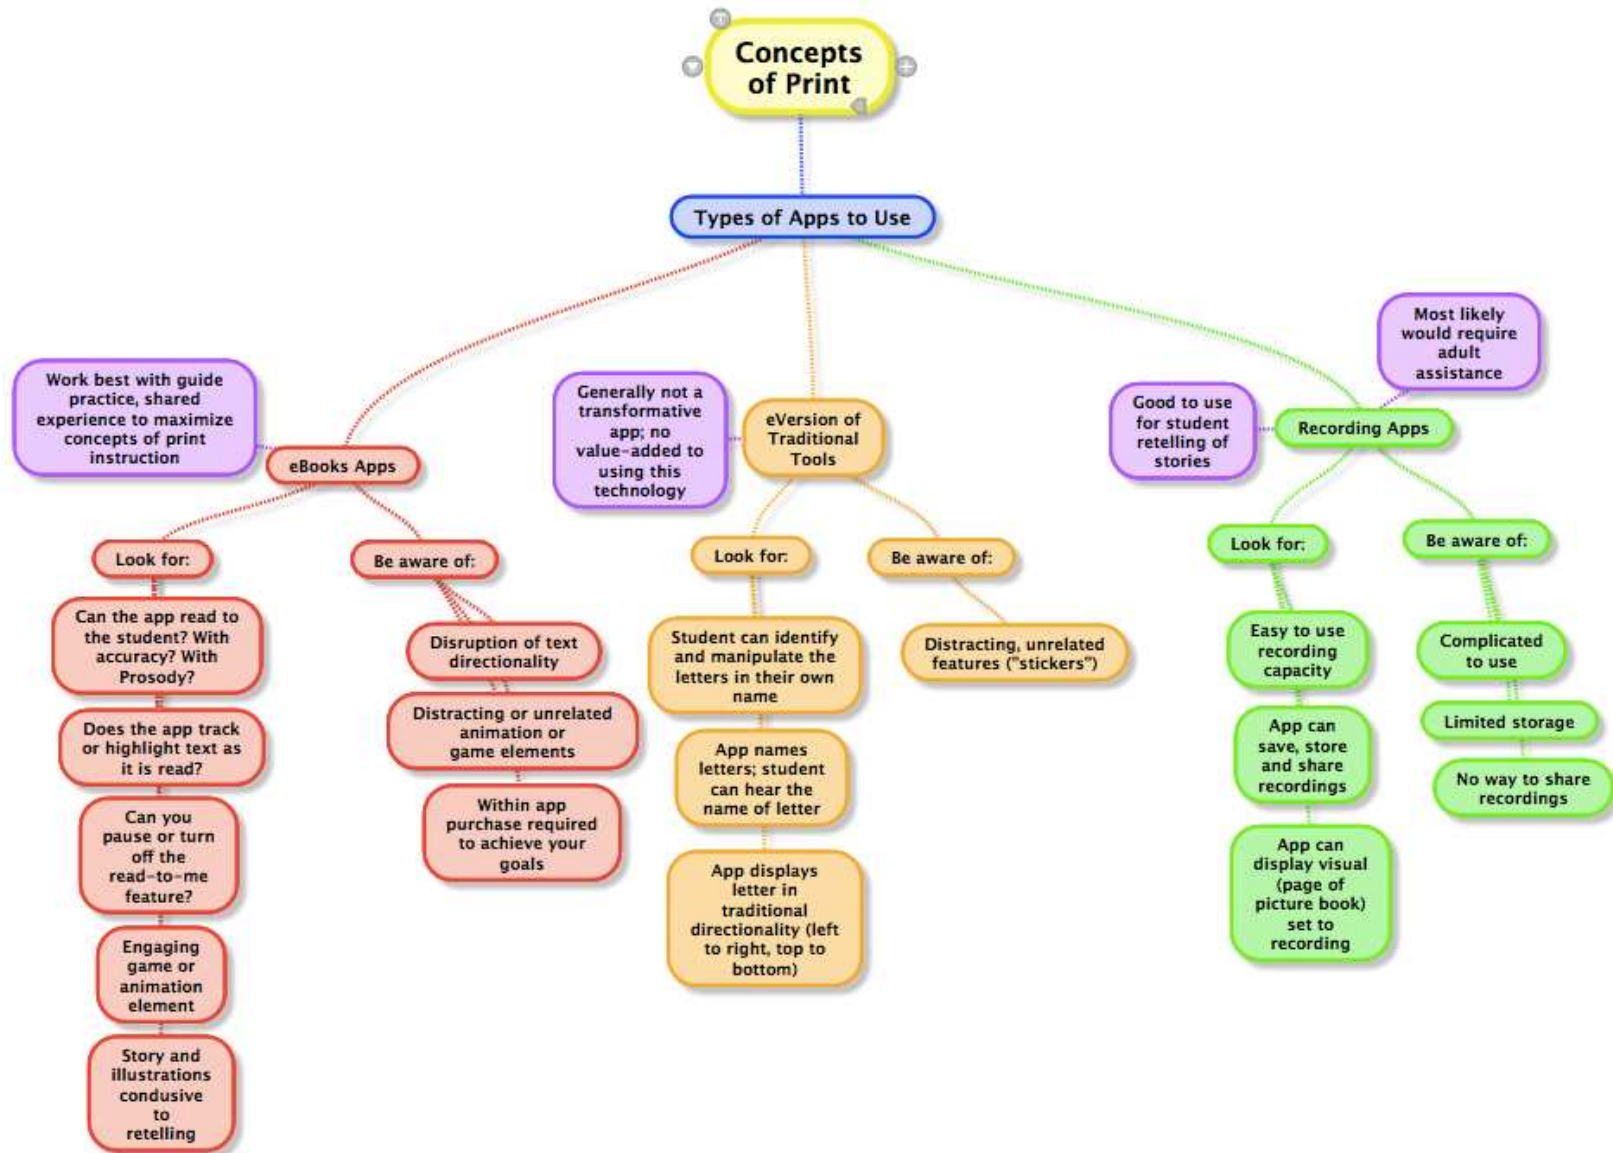 Concepts
of Print
Types of Apps to Use
Work best with guide
practice, shared
experience to maximize
concepts of print
instruction
eBooks Apps
Look for:
Can the app read to
the student? With
accuracy? With
Prosody?
Does the app track
or highlight text as
it is read?
Can you
pause or turn
off the
read-to-me
feature?
Engaging
game or
animation
element
Story and
illustrations
condusive
to
retelling
Be aware of:
Disruption of text
directionality
Distracting or unrelated
animation or
game elements
Within app
purchase required
to achieve your
goals
Generally not a
transformative
app; no
value-added to
using this
technology
eVersion of
Traditional
Tools
Look for:
Student can identify
and manipulate the
letters in their own
name
App names
letters; student
can hear the
name of letter
App displays
letter in
traditional
directionality (left
to right, top to
bottom)
Be aware of:
Distracting, unrelated
features ("stickers")
Most likely
would require
adult
assistance
Good to use
for student
retelling of
stories
Recording Apps
Look for:
Easy to use
recording
capacity
App can
save, store
and share
recordings
App can
display visual
(page of
picture book)
set to
recording
Be aware of:
Complicated
to use
Limited storage
No way to share
recordings